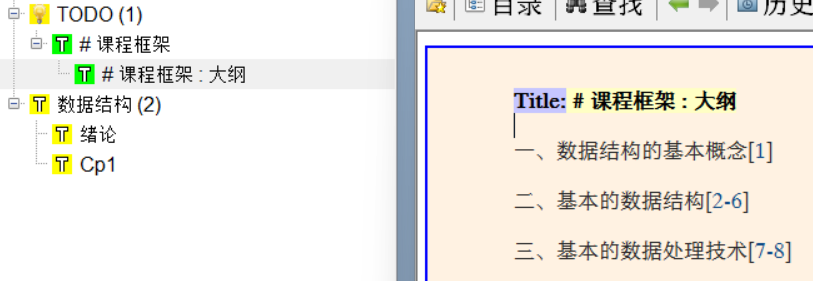 TODO (1)
# 课程框架
# 课程框架 : 大纲
数据结构 (2)
绪论
Cp1
目录 查找 历史
Title: # 课程框架 : 大纲
一、数据结构的基本概念[1]
二、基本的数据结构[2-6]
三、基本的数据处理技术[7-8]